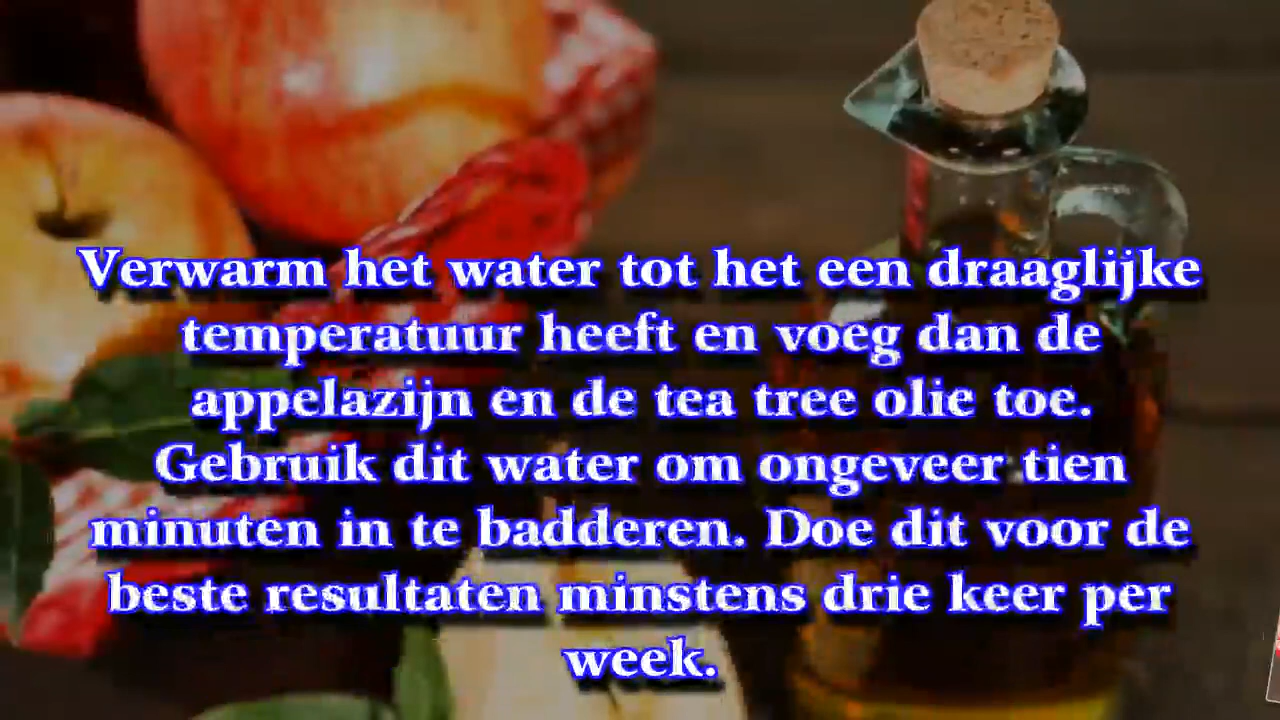 Verwarm het water tot het een draaglijke
temperatuur heeft en voeg dan de
appelazijn en de tea tree olie toe.
Gebruik dit water om ongeveer tien
minuten in te badderen. Doe dit voor de
beste resultaten minstens drie keer per
week.